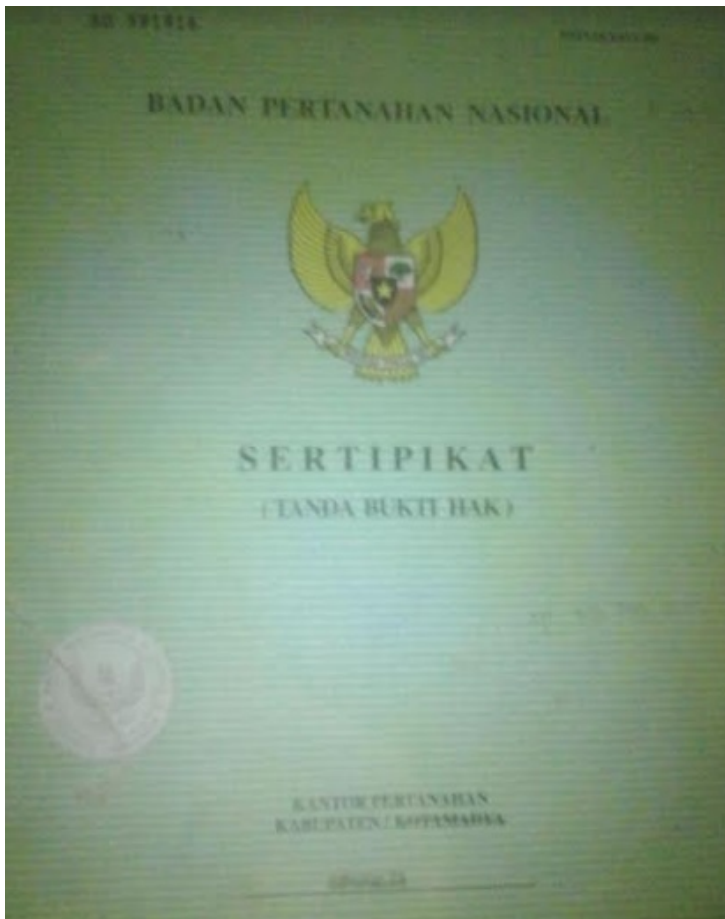 BADAN PERTANAHAN NASIONAL
SERTIPIKAT
( TANDA BUKTI HAK )
KANTOR PERTANAHAN
KABUPATEN / KOTAMADYA